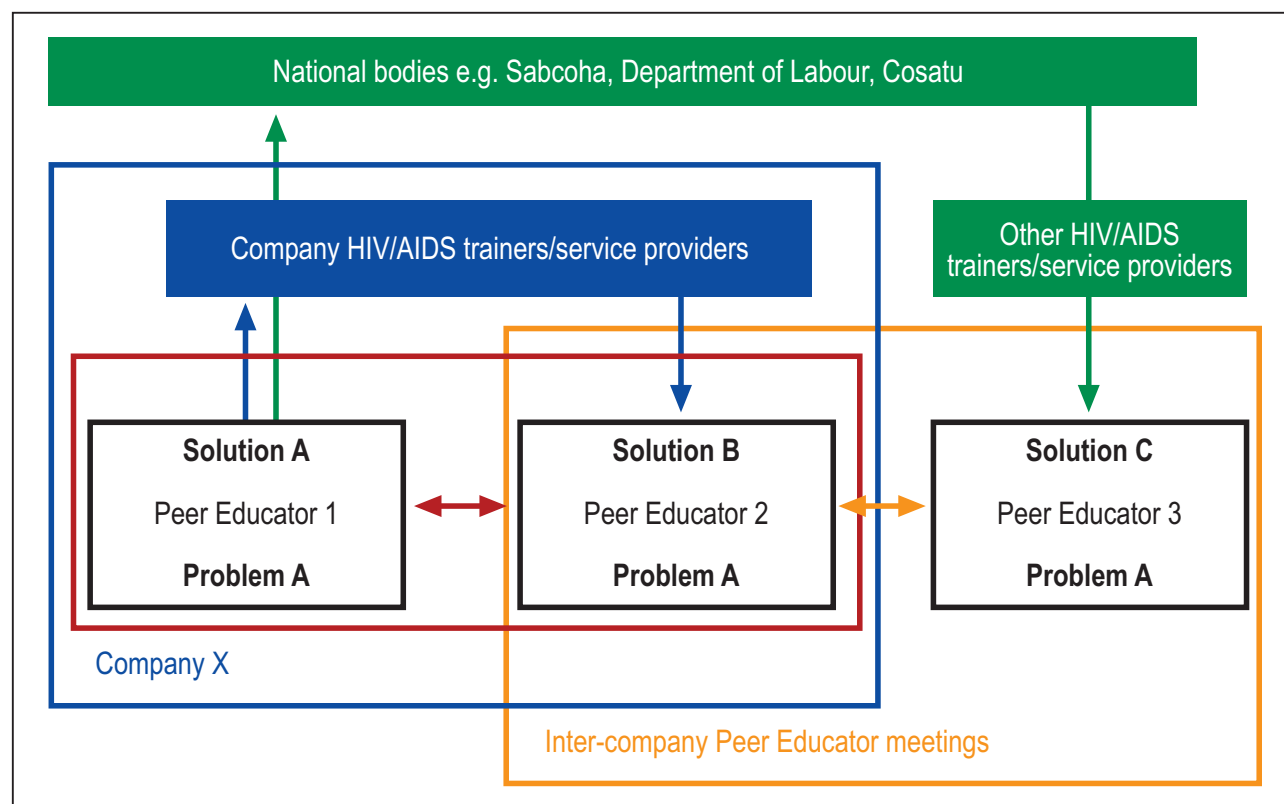 National bodies e.g. Sabcoha, Department of Labour, Cosatu
Company HIV/AIDS trainers/service providers
Other HIV/AIDS
trainers/service providers
Solution A
Peer Educator 1
Problem A
Solution B
Peer Educator 2
Problem A
Solution C
Peer Educator 3
Problem A
Company X
Inter-company Peer Educator meetings